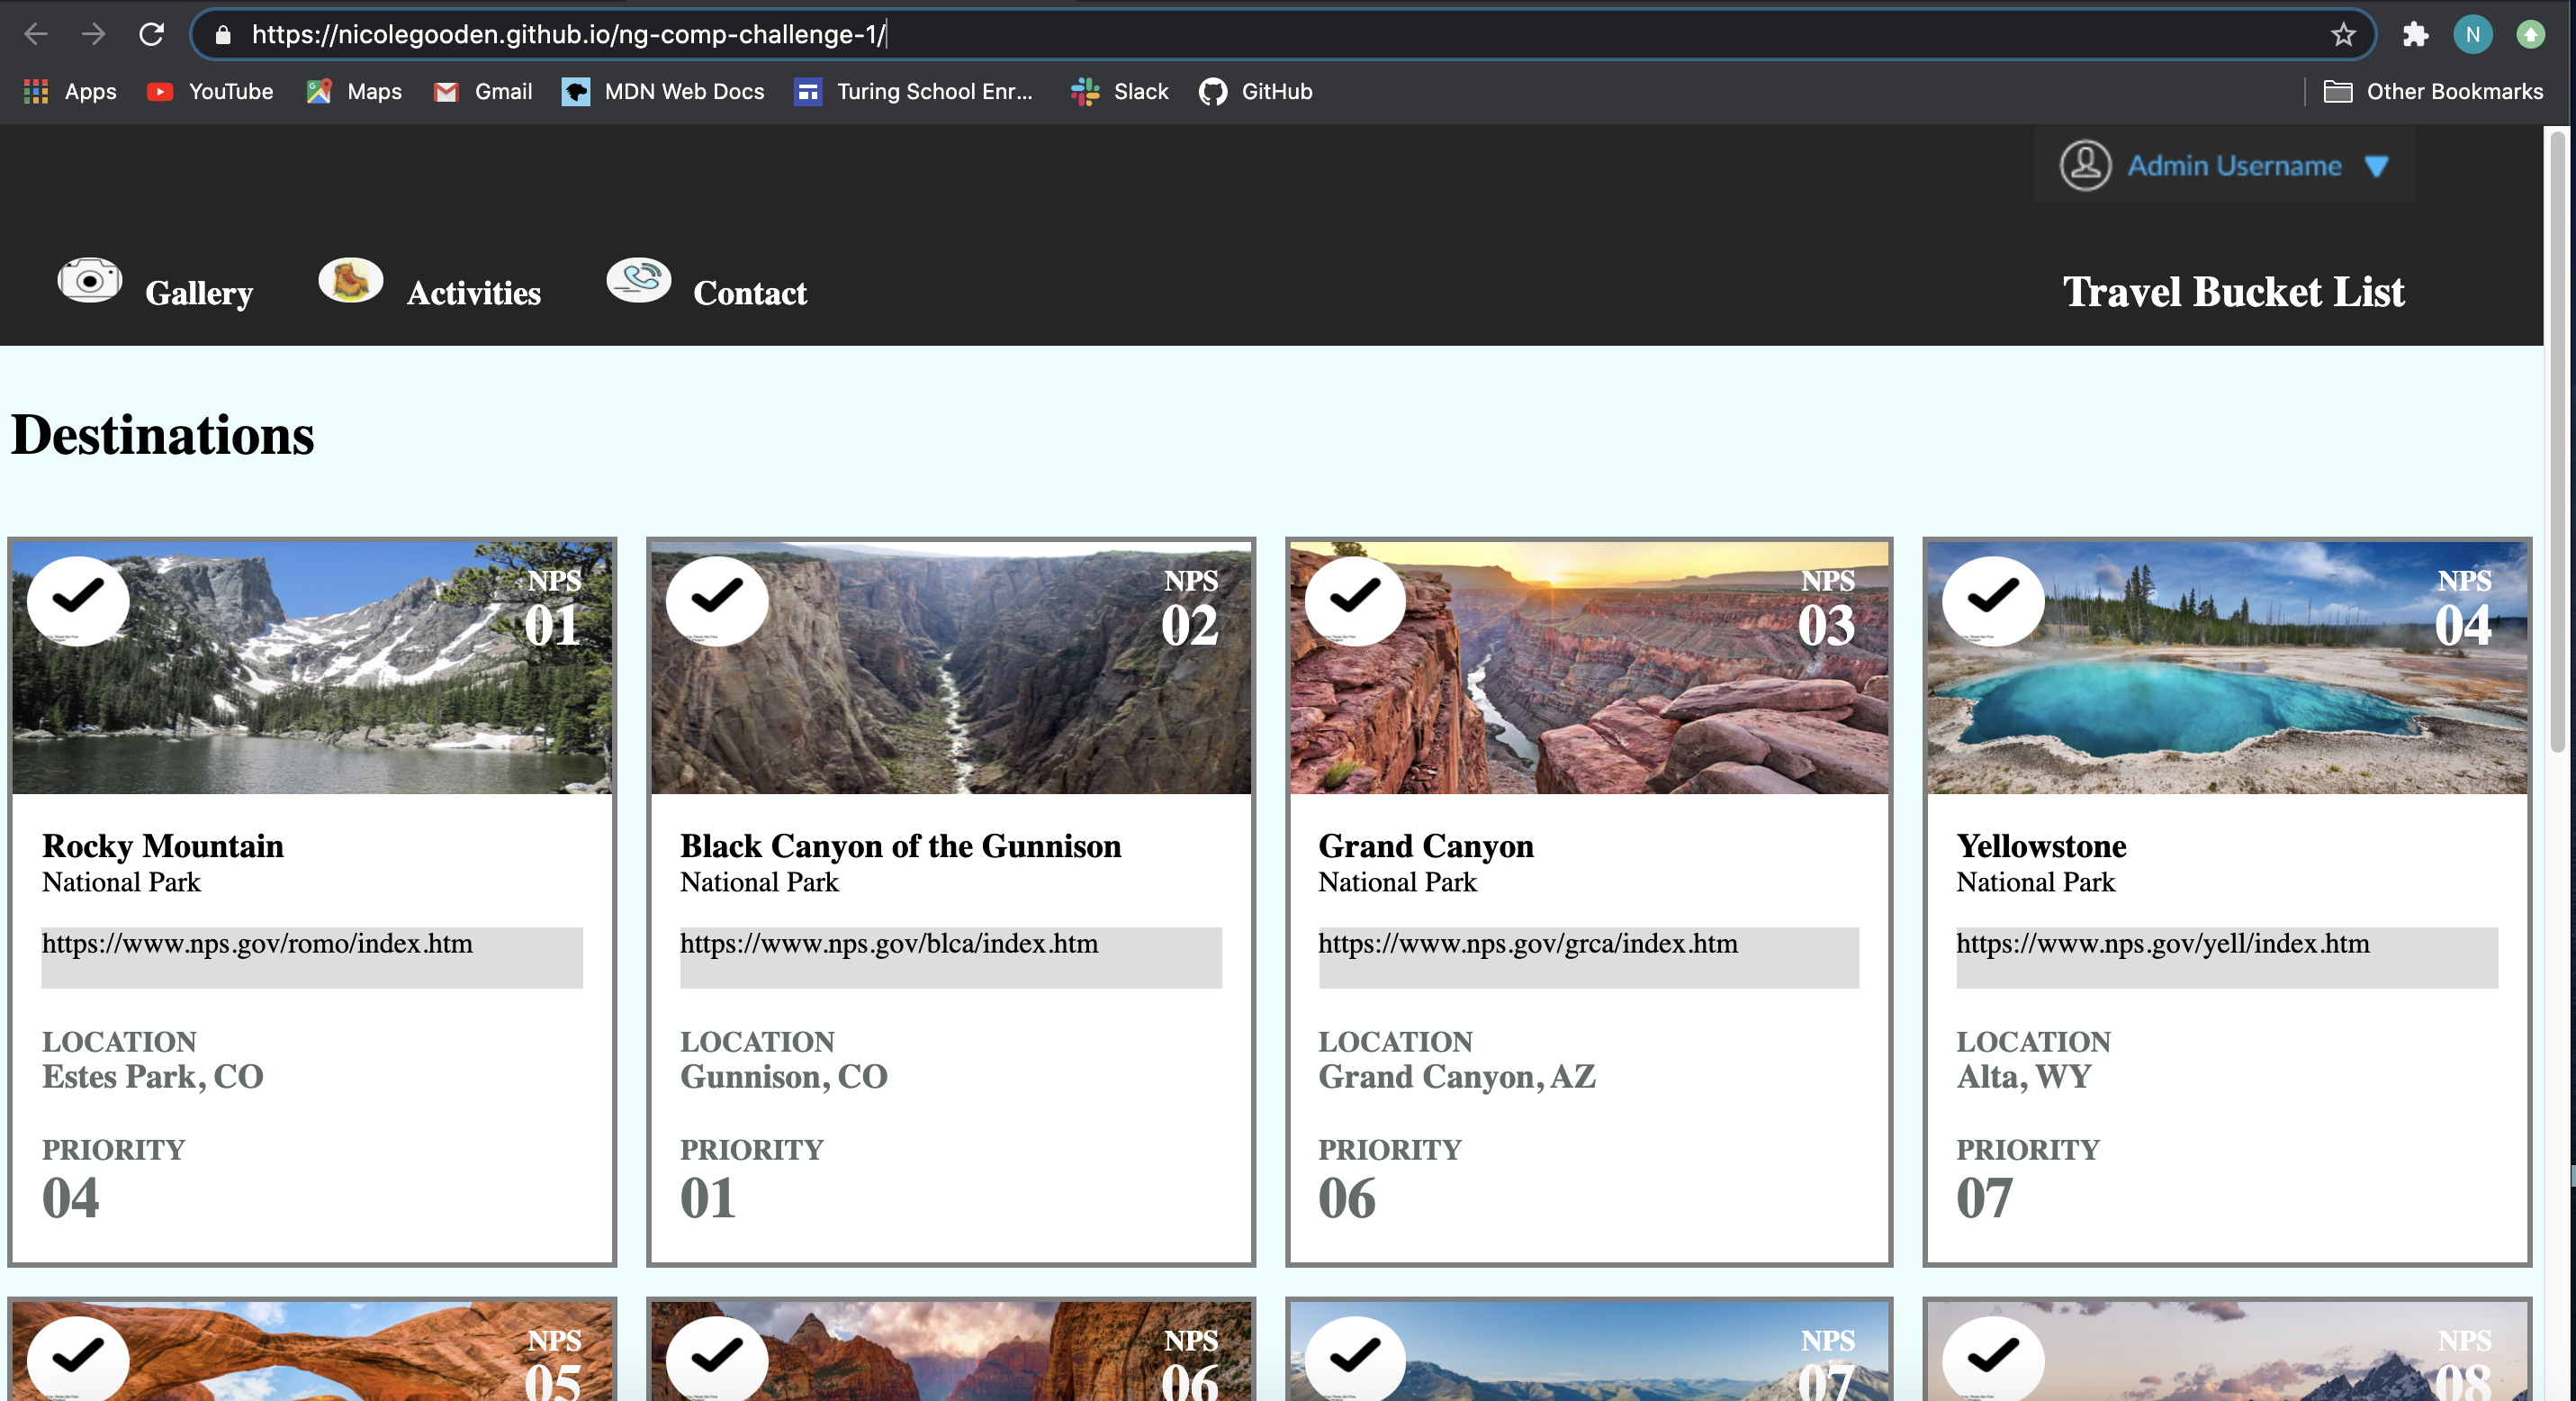 https://nicolegooden.github.io/ng-comp-challenge-1/
N
Apps YouTube Maps Gmail MDN Web Docs Turing School Enr... Slack GitHub Other Bookmarks
Admin Username
Gallery Activities Contact Travel Bucket List
Destinations
NPS
01
Rocky Mountain
National Park
https://www.nps.gov/romo/index.htm
LOCATION
Estes Park, CO
PRIORITY
04
NPS
02
Black Canyon of the Gunnison
National Park
https://www.nps.gov/blca/index.htm
LOCATION
Gunnison, CO
PRIORITY
01
NPS
03
Grand Canyon
National Park
https://www.nps.gov/grca/index.htm
LOCATION
Grand Canyon, AZ
PRIORITY
06
NPS
04
Yellowstone
National Park
https://www.nps.gov/yell/index.htm
LOCATION
Alta, WY
PRIORITY
07
NPS
05
NPS
06
NPS
07
NPS
08